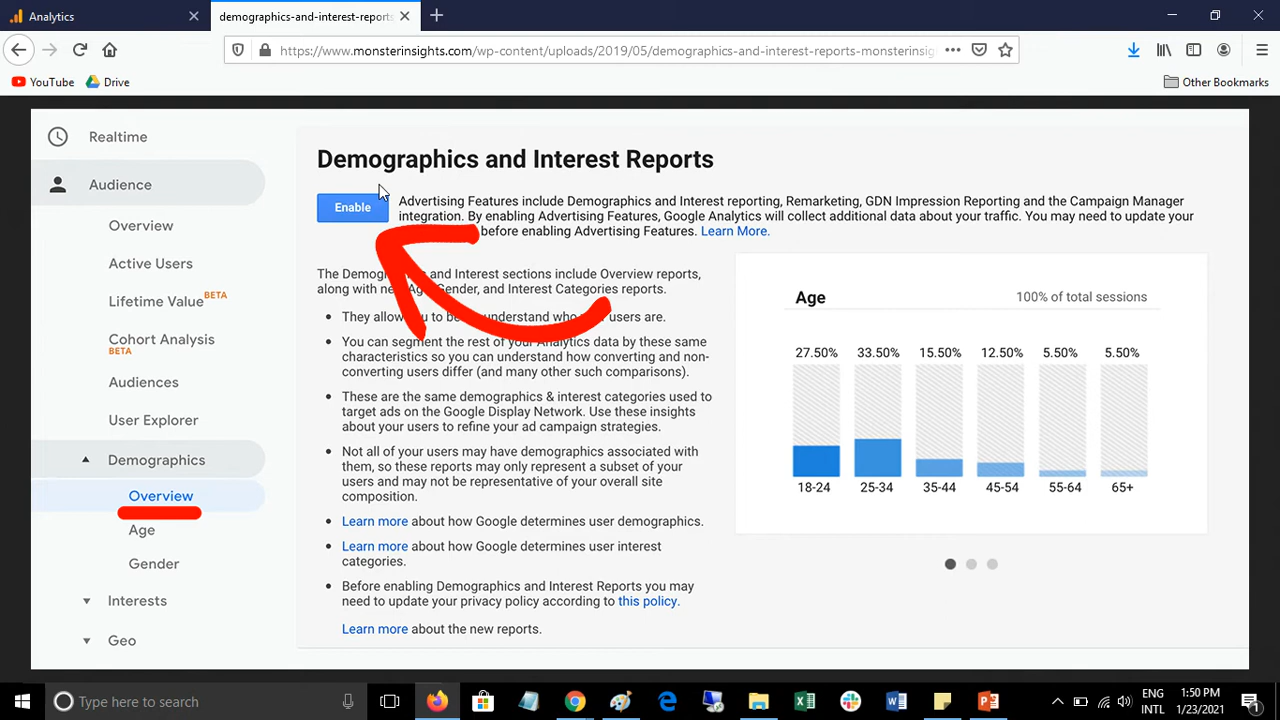 Analytics
demographics-and-interest-reports
https://www.monsterinsights.com/wp-content/uploads/2019/05/demographics-and-interest-reports-monsterinsig
YouTube
Drive
Other Bookmarks
Realtime
Audience
Overview
Active Users
Lifetime Value BETA
Cohort Analysis
BETA
Audiences
User Explorer
Demographics
Overview
Age
Gender
Interests
Geo
Demographics and Interest Reports
Enable
Advertising Features include Demographics and Interest reporting, Remarketing, GDN Impression Reporting and the Campaign Manager
integration. By enabling Advertising Features, Google Analytics will collect additional data about your traffic. You may need to update your
before enabling Advertising Features. Learn More.
The and Interest sections include Overview reports,
along with Gender, and Interest Categories reports.
• They allow to understand who users are.
• You can segment the rest of your Analytics data by these same
characteristics so you can understand how converting and non-
converting users differ (and many other such comparisons).
• These are the same demographics & interest categories used to
target ads on the Google Display Network. Use these insights
about your users to refine your ad campaign strategies.
• Not all of your users may have demographics associated with
them, so these reports may only represent a subset of your
users and may not be representative of your overall site
composition.
• Learn more about how Google determines user demographics.
• Learn more about how Google determines user interest
categories.
• Before enabling Demographics and Interest Reports you may
need to update your privacy policy according to this policy.
Learn more about the new reports.
Age
100% of total sessions
27.50% 33.50% 15.50% 12.50% 5.50% 5.50%
18-24 25-34 35-44 45-54 55-64 65+
Type here to search
ENG
INTL
1:50 PM
1/23/2021
1